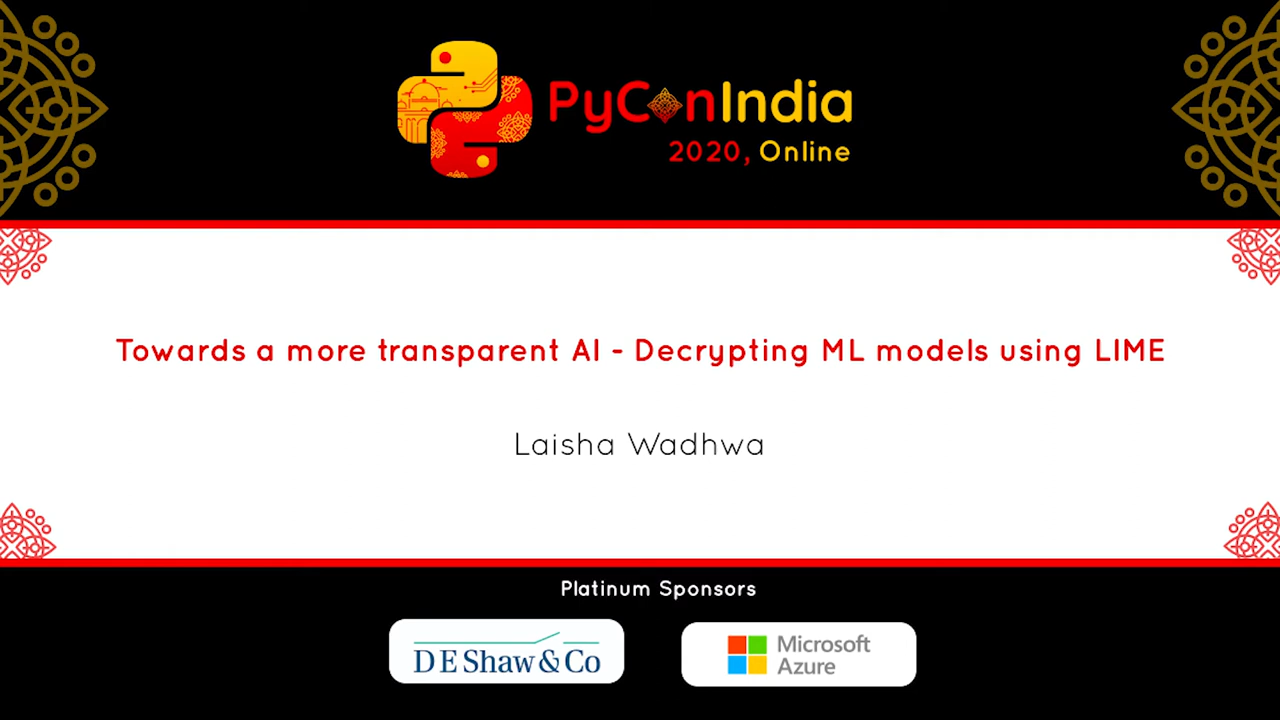 PyConIndia
2020, Online
Towards a more transparent AI - Decrypting ML models using LIME
Laisha Wadhwa
Platinum Sponsors
D E Shaw & Co
Microsoft
Azure